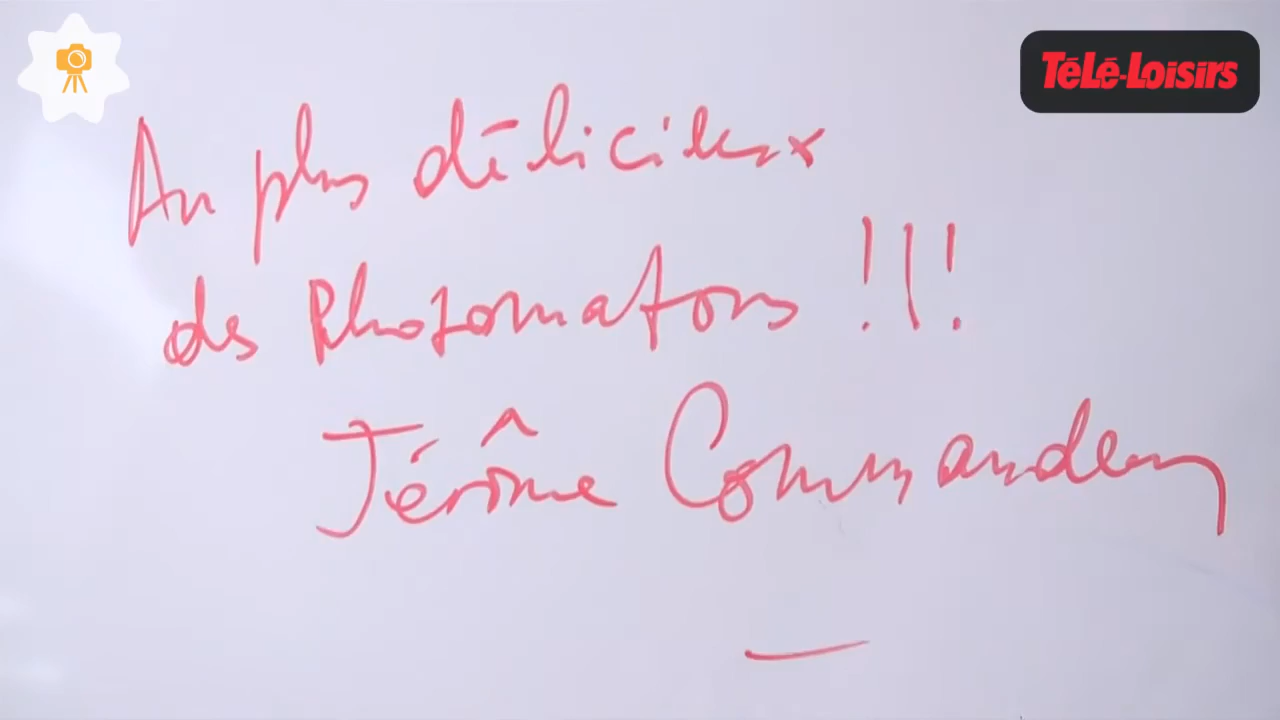 TéLé-Loisirs
Au plus délicieux
des Photomatons !!!
Jérôme Commandeur